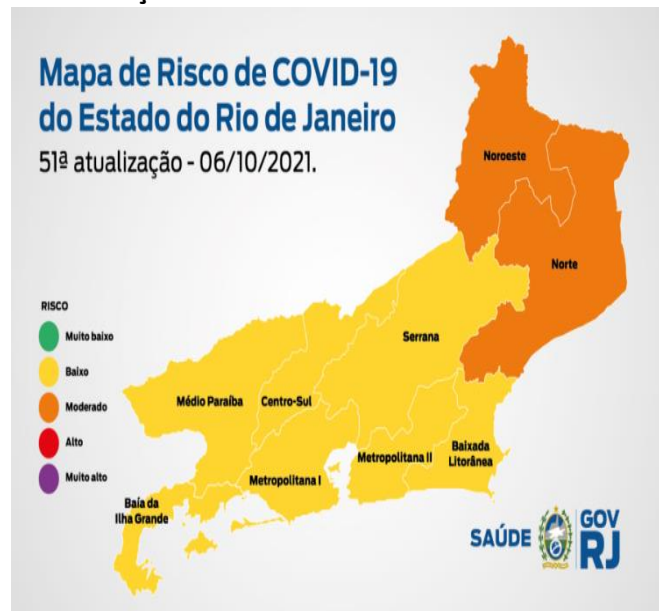 Mapa de Risco de COVID-19
do Estado do Rio de Janeiro
51ª atualização - 06/10/2021.
Noroeste
Norte
RISCO
Muito baixo
Baixo
Moderado
Alto
Muito alto
Serrana
Médio Paraíba
Centro-Sul
Metropolitana II
Baixada
Litorânea
Metropolitana I
Baía da
Ilha Grande
SAÚDE
GOV
RJ